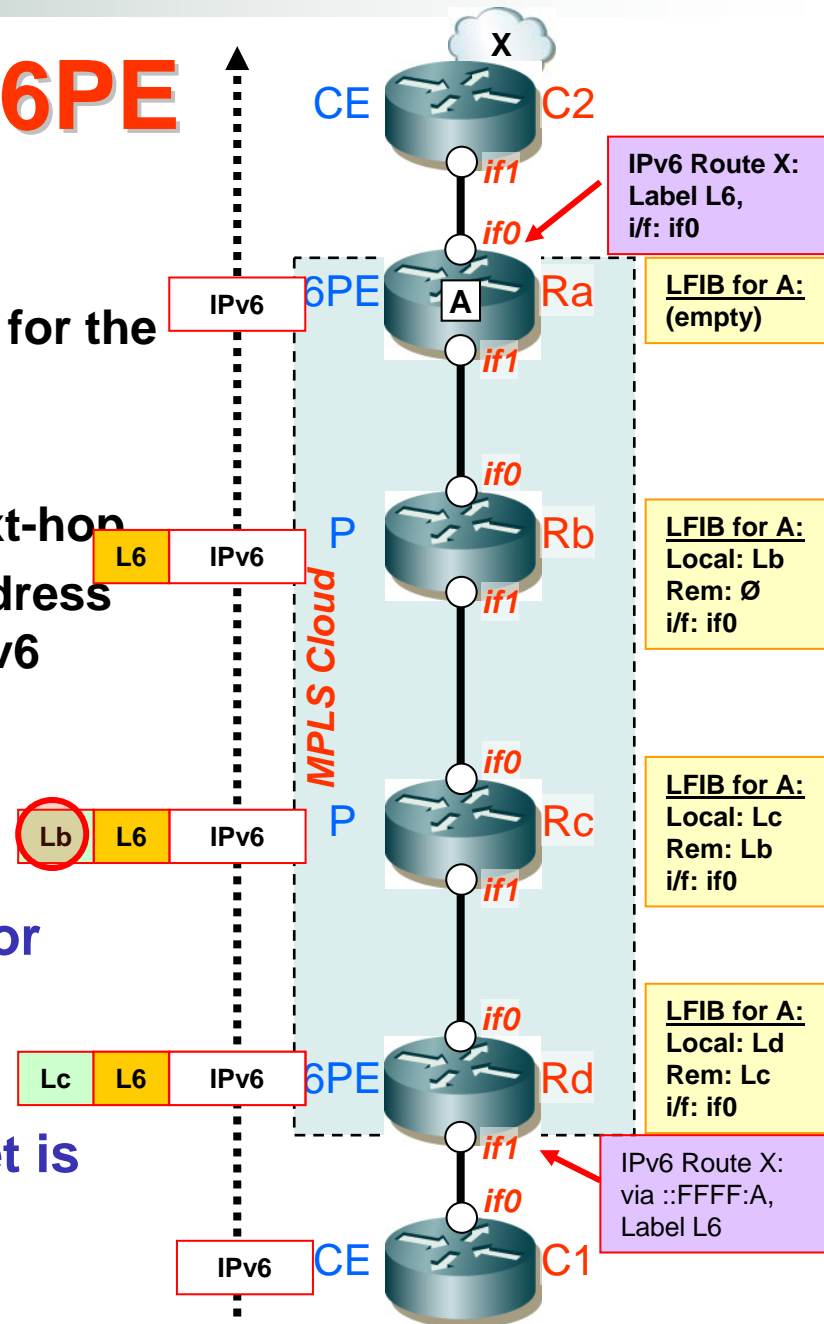 6PE
X
CE
C2
if1
IPv6 Route X:
Label L6,
i/f: if0
if0
IPv6
6PE
A
Ra
LFIB for A:
(empty)
for the
if1
if0
xt-hop
L6
IPv6
P
Rb
LFIB for A:
Local: Lb
Rem: Ø
i/f: if0
dress
v6
if1
MPLS Cloud
if0
Lb
L6
IPv6
P
Rc
LFIB for A:
Local: Lc
Rem: Lb
i/f: if0
if1
or
if0
Lc
L6
IPv6
6PE
Rd
LFIB for A:
Local: Ld
Rem: Lc
i/f: if0
et is
if1
IPv6 Route X:
via ::FFFF:A,
Label L6
if0
IPv6
CE
C1